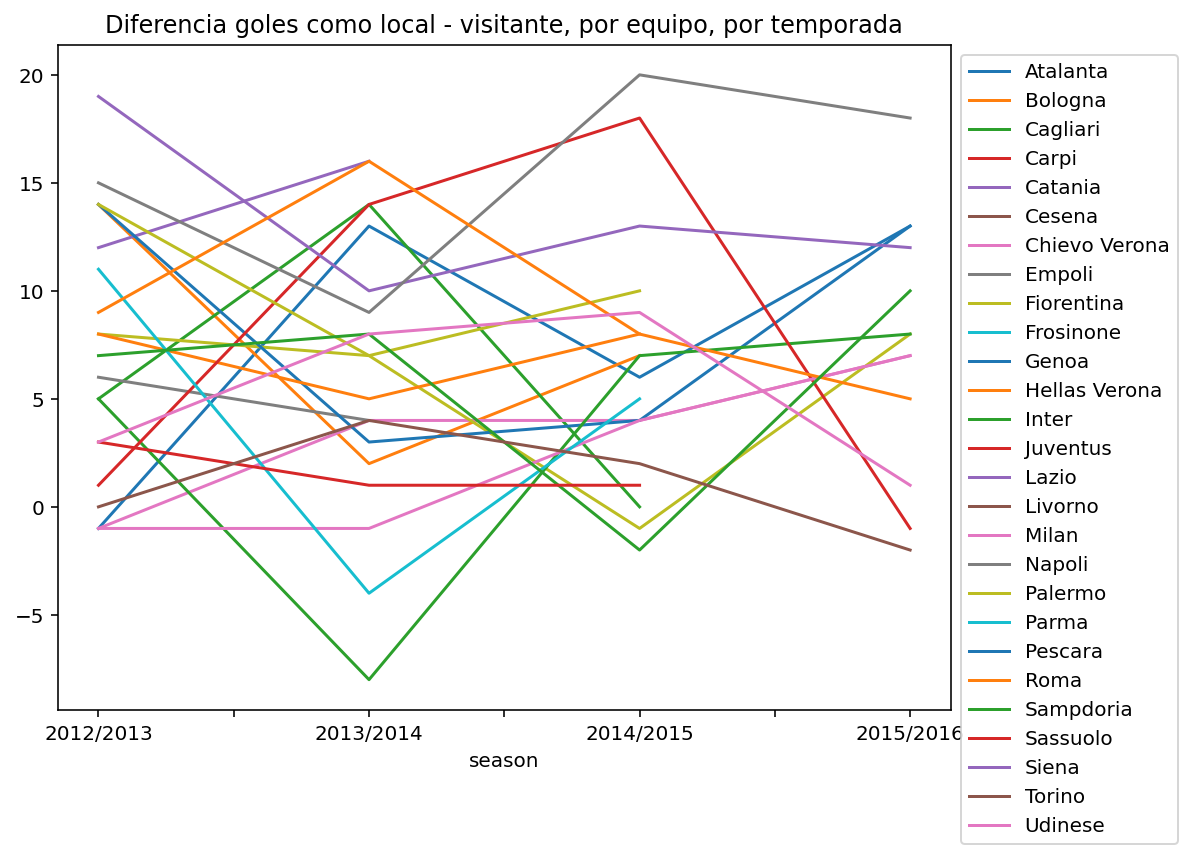 Diferencia goles como local - visitante, por equipo, por temporada
20
15
10
5
0
−5
2012/2013
2013/2014
2014/2015
2015/2016
season
Atalanta
Bologna
Cagliari
Carpi
Catania
Cesena
Chievo Verona
Empoli
Fiorentina
Frosinone
Genoa
Hellas Verona
Inter
Juventus
Lazio
Livorno
Milan
Napoli
Palermo
Parma
Pescara
Roma
Sampdoria
Sassuolo
Siena
Torino
Udinese